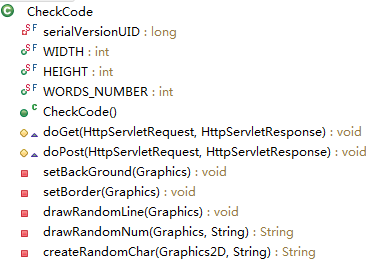 CheckCode
serialVersionUID : long
WIDTH : int
HEIGHT : int
WORDS_NUMBER : int
CheckCode()
doGet(HttpServletRequest, HttpServletResponse) : void
doPost(HttpServletRequest, HttpServletResponse) : void
setBackGround(Graphics) : void
setBorder(Graphics) : void
drawRandomLine(Graphics) : void
drawRandomNum(Graphics, String) : String
createRandomChar(Graphics2D, String) : String